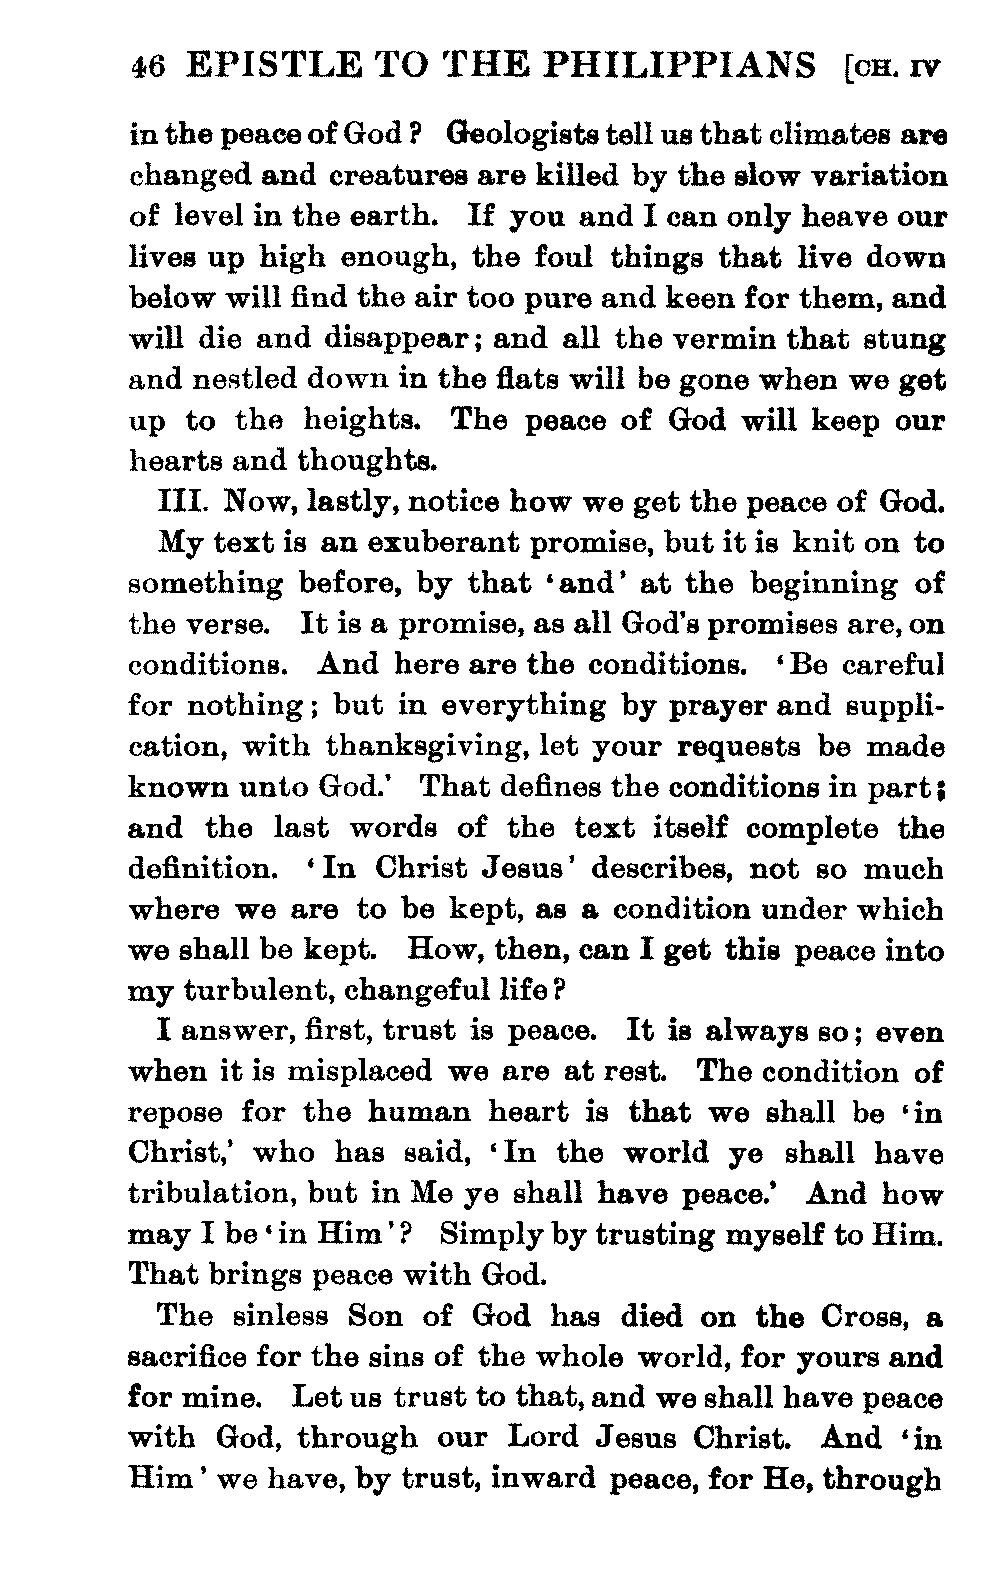 46 EPISTLE TO THE PHILIPPIANS [CH. IV
in the peace of God? Geologists tell us that climates are
changed and creatures are killed by the slow variation
of level in the earth. If you and I can only heave our
lives up high enough, the foul things that live down
below will find the air too pure and keen for them, and
will die and disappear; and all the vermin that stung
and nestled down in the flats will be gone when we get
up to the heights. The peace of God will keep our
hearts and thoughts.
III. Now, lastly, notice how we get the peace of God.
My text is an exuberant promise, but it is knit on to
something before, by that ‘and’ at the beginning of
the verse. It is a promise, as all God's promises are, on
conditions. And here are the conditions. ‘Be careful
for nothing; but in everything by prayer and suppli-
cation, with thanksgiving, let your requests be made
known unto God.’ That defines the conditions in part;
and the last words of the text itself complete the
definition. ‘In Christ Jesus’ describes, not so much
where we are to be kept, as a condition under which
we shall be kept. How, then, can I get this peace into
my turbulent, changeful life?
I answer, first, trust is peace. It is always so; even
when it is misplaced we are at rest. The condition of
repose for the human heart is that we shall be ‘in
Christ,’ who has said, ‘In the world ye shall have
tribulation, but in Me ye shall have peace.’ And how
may I be ‘in Him’? Simply by trusting myself to Him.
That brings peace with God.
The sinless Son of God has died on the Cross, a
sacrifice for the sins of the whole world, for yours and
for mine. Let us trust to that, and we shall have peace
with God, through our Lord Jesus Christ. And ‘in
Him’ we have, by trust, inward peace, for He, through